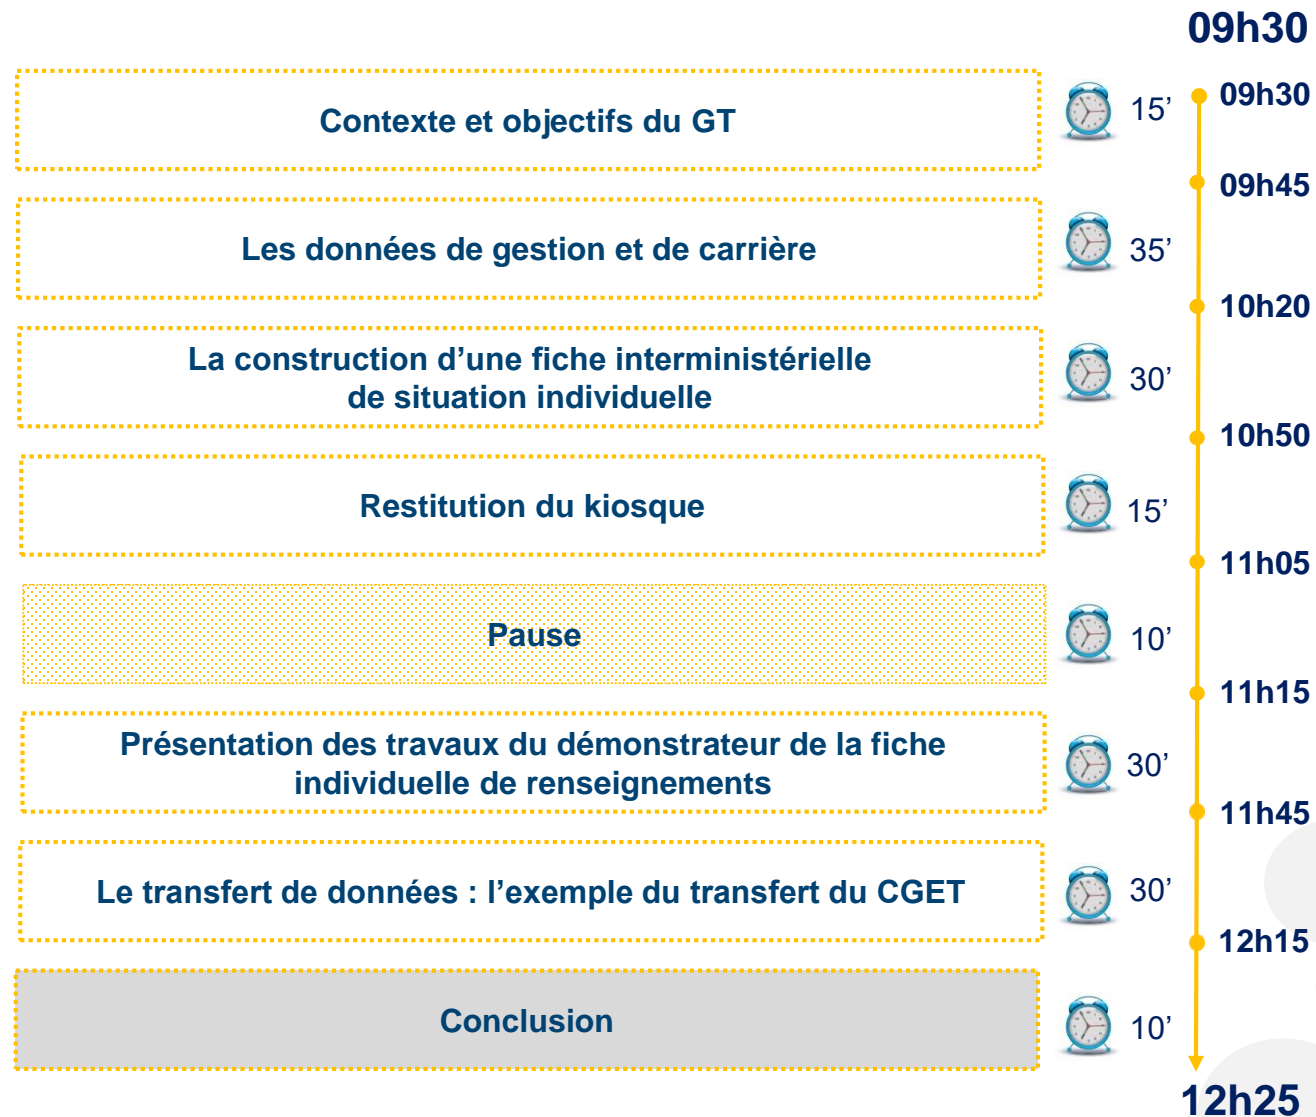 09h30
Contexte et objectifs du GT
15’
09h30
09h45
Les données de gestion et de carrière
35’
10h20
La construction d’une fiche interministérielle
de situation individuelle
30’
10h50
Restitution du kiosque
15’
11h05
Pause
10’
11h15
Présentation des travaux du démonstrateur de la fiche
individuelle de renseignements
30’
11h45
Le transfert de données : l’exemple du transfert du CGET
30’
12h15
Conclusion
10’
12h25